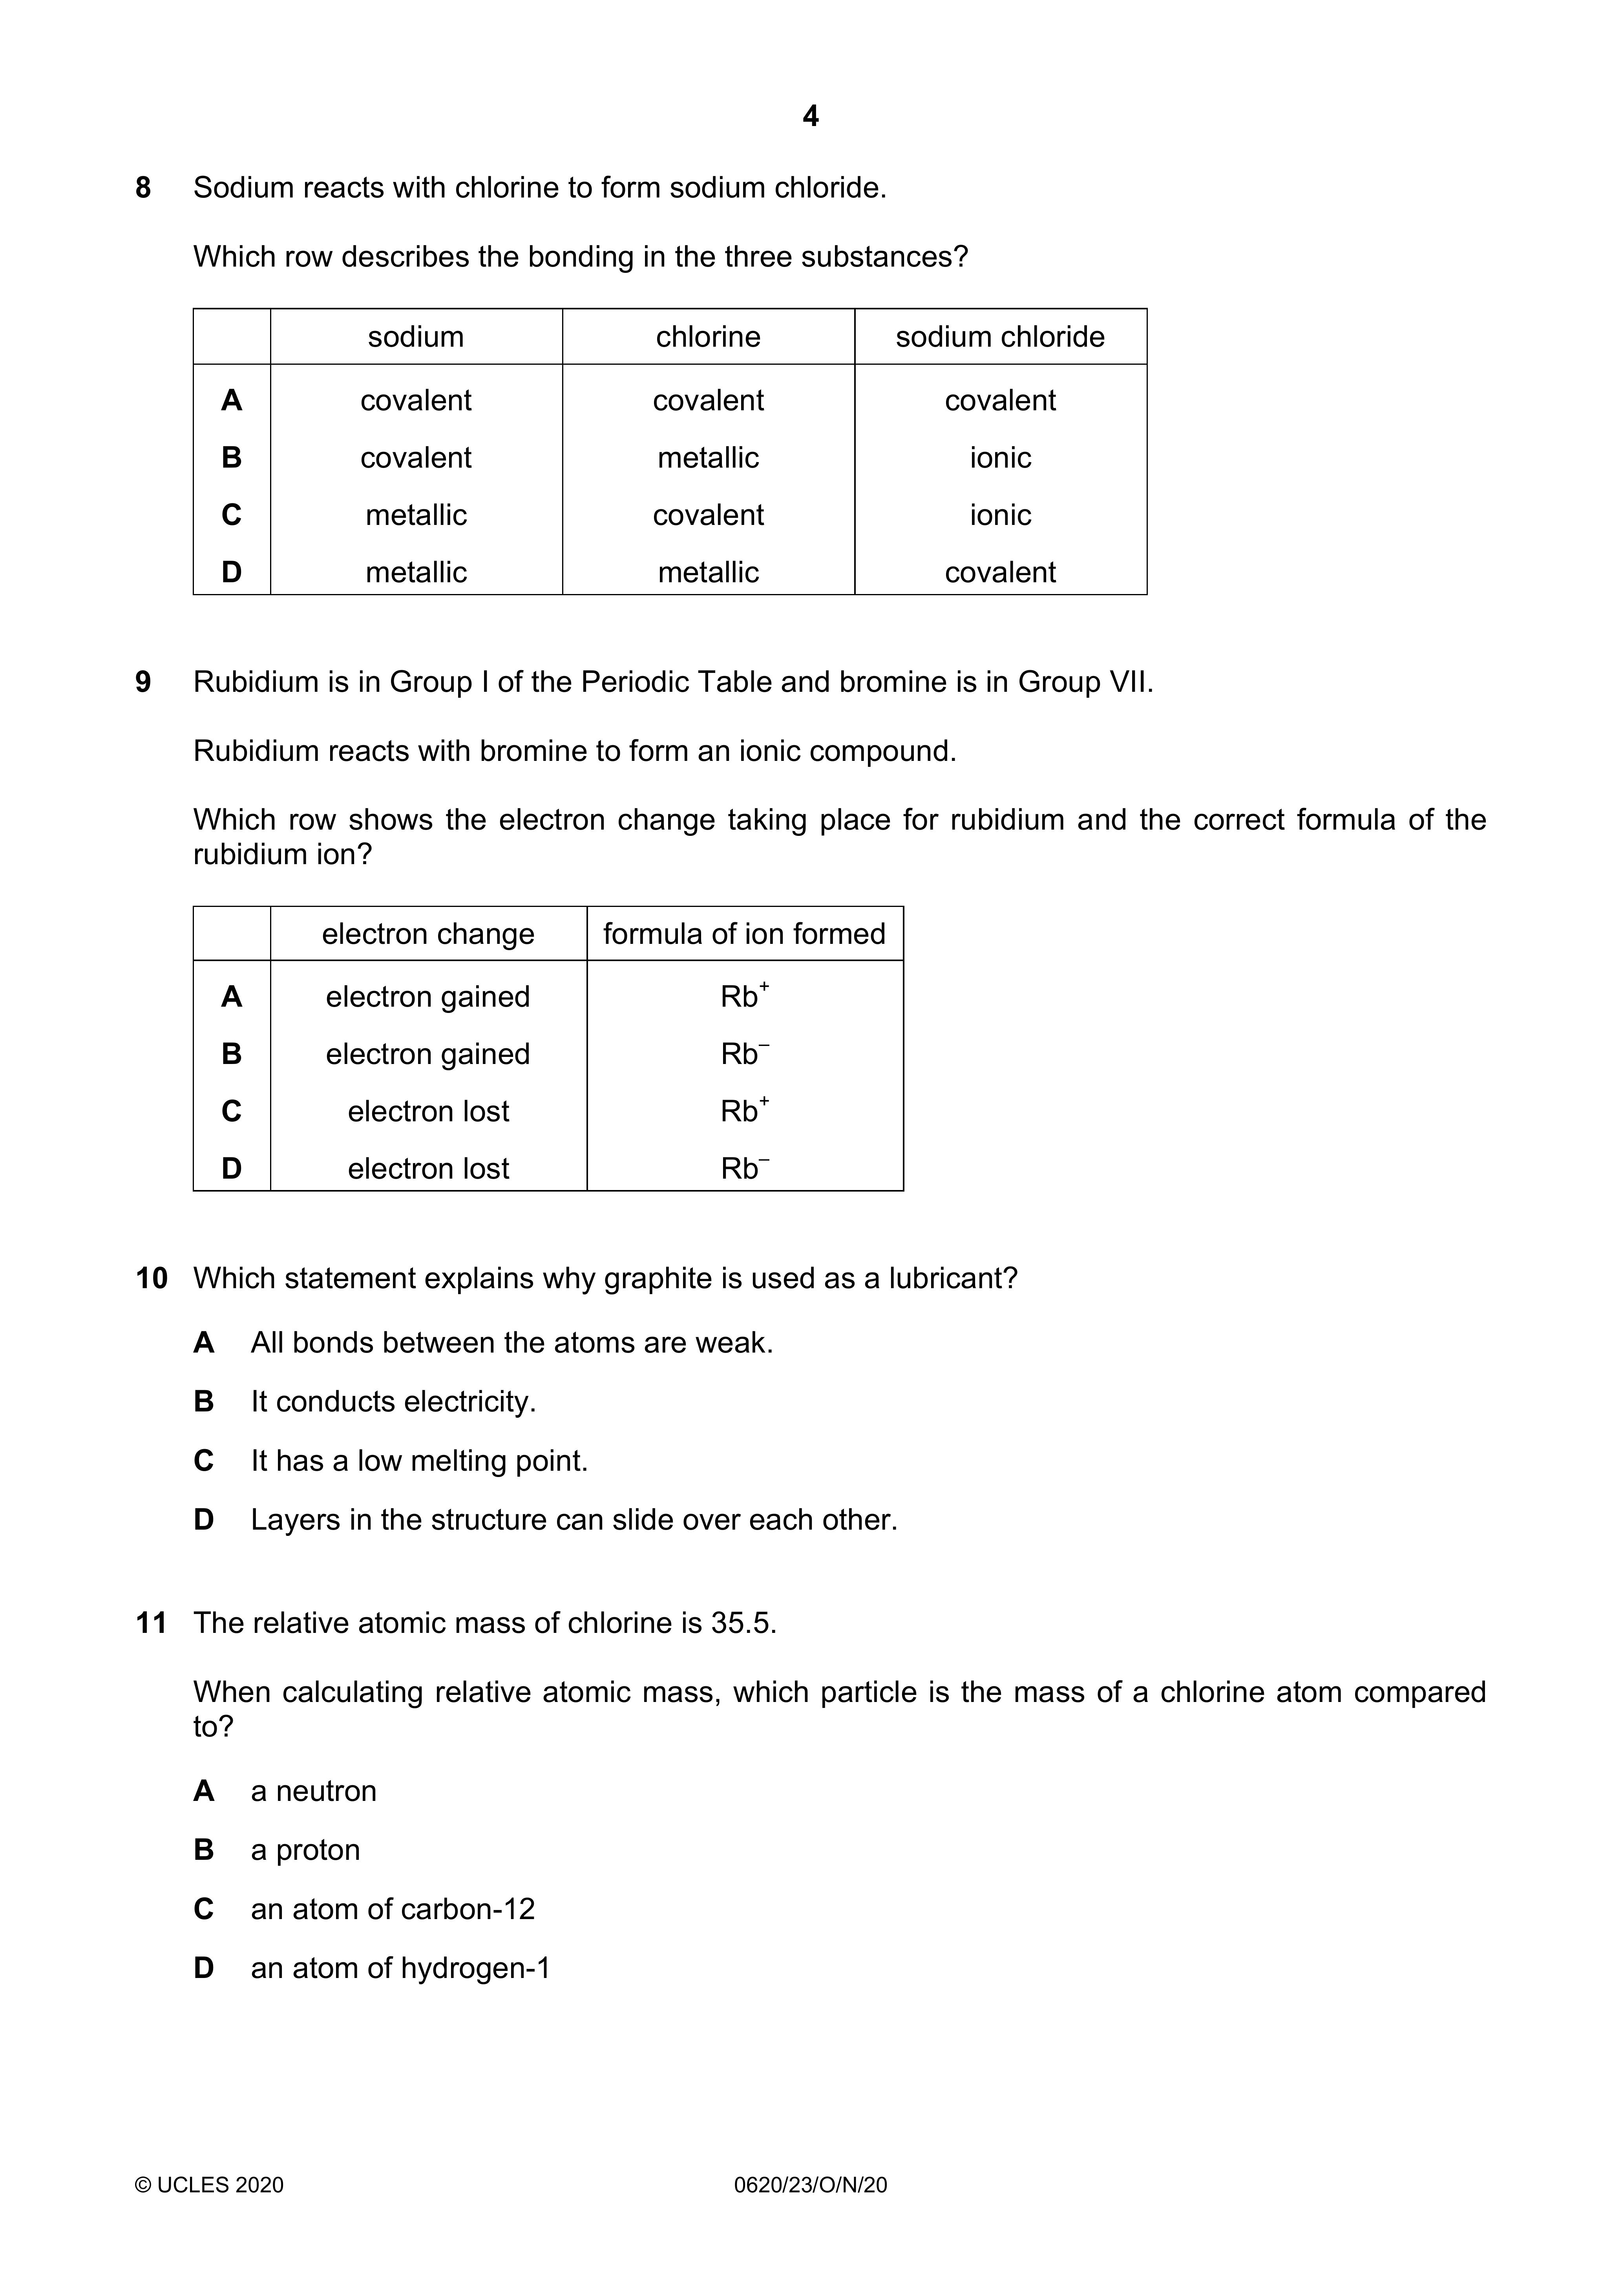 4
8 Sodium reacts with chlorine to form sodium chloride.
Which row describes the bonding in the three substances?
sodium chlorine sodium chloride
A covalent covalent covalent
B covalent metallic ionic
C metallic covalent ionic
D metallic metallic covalent
9 Rubidium is in Group I of the Periodic Table and bromine is in Group VII.
Rubidium reacts with bromine to form an ionic compound.
Which row shows the electron change taking place for rubidium and the correct formula of the
rubidium ion?
electron change formula of ion formed
A electron gained Rb⁺
B electron gained Rb⁻
C electron lost Rb⁺
D electron lost Rb⁻
10 Which statement explains why graphite is used as a lubricant?
A All bonds between the atoms are weak.
B It conducts electricity.
C It has a low melting point.
D Layers in the structure can slide over each other.
11 The relative atomic mass of chlorine is 35.5.
When calculating relative atomic mass, which particle is the mass of a chlorine atom compared
to?
A a neutron
B a proton
C an atom of carbon-12
D an atom of hydrogen-1
© UCLES 2020 0620/23/O/N/20